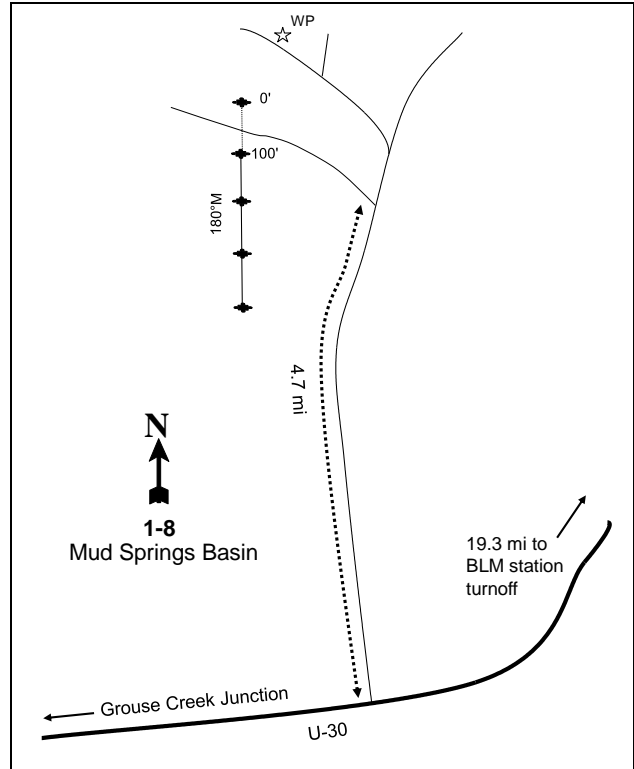 WP
0'
100'
180°M
4.7 mi
N
1-8
Mud Springs Basin
19.3 mi to
BLM station
turnoff
Grouse Creek Junction
U-30